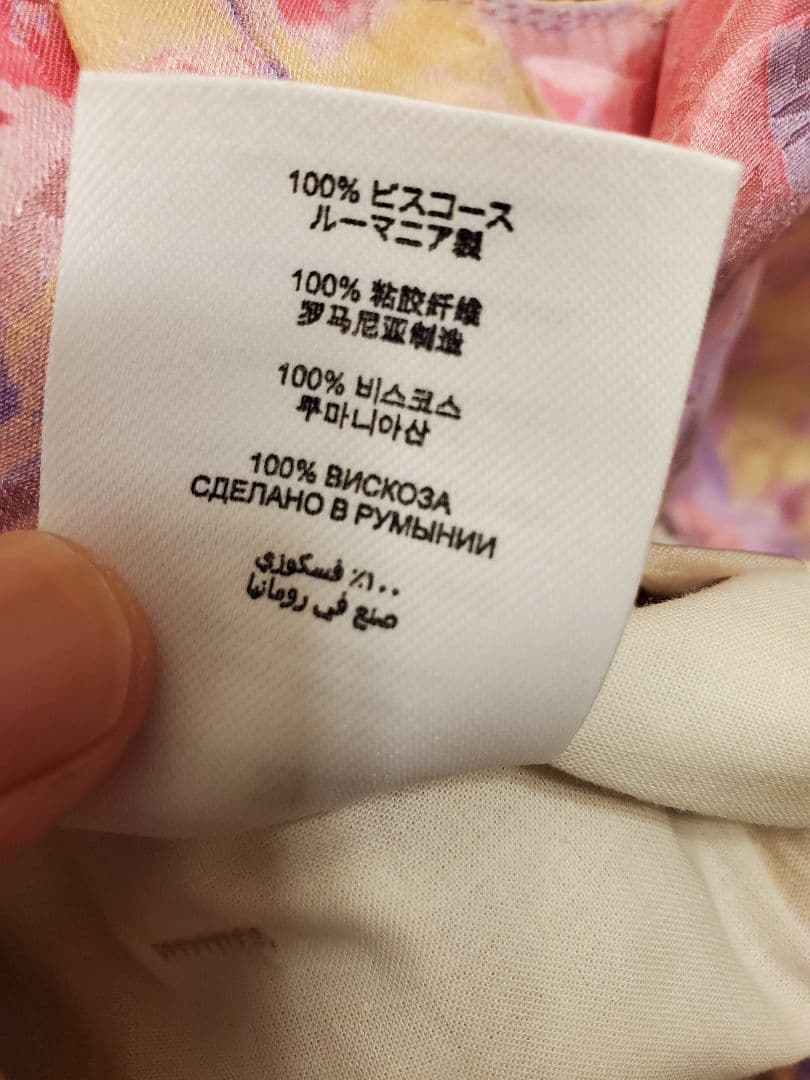 100% ビスコース
ルーマニア製
100% 粘胶纤维
罗马尼亚制造
100% 비스코스
루마니아산
100% ВИСКОЗА
СДЕЛАНО В РУМЫНИИ
١٠٠٪ فسكوزي
صنع في رومانيا